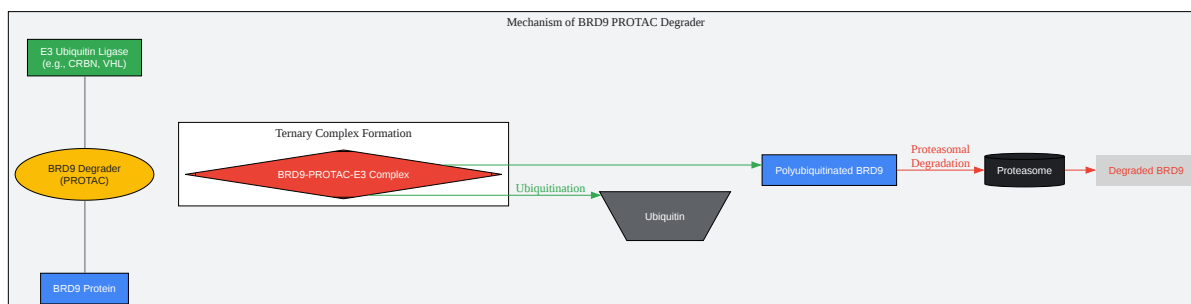 Mechanism of BRD9 PROTAC Degrader
E3 Ubiquitin Ligase
(e.g., CRBN, VHL)
BRD9 Degrader
(PROTAC)
BRD9 Protein
Ternary Complex Formation
BRD9-PROTAC-E3 Complex
Ubiquitination
Ubiquitin
Polyubiquitinated BRD9
Proteasomal
Degradation
Proteasome
Degraded BRD9